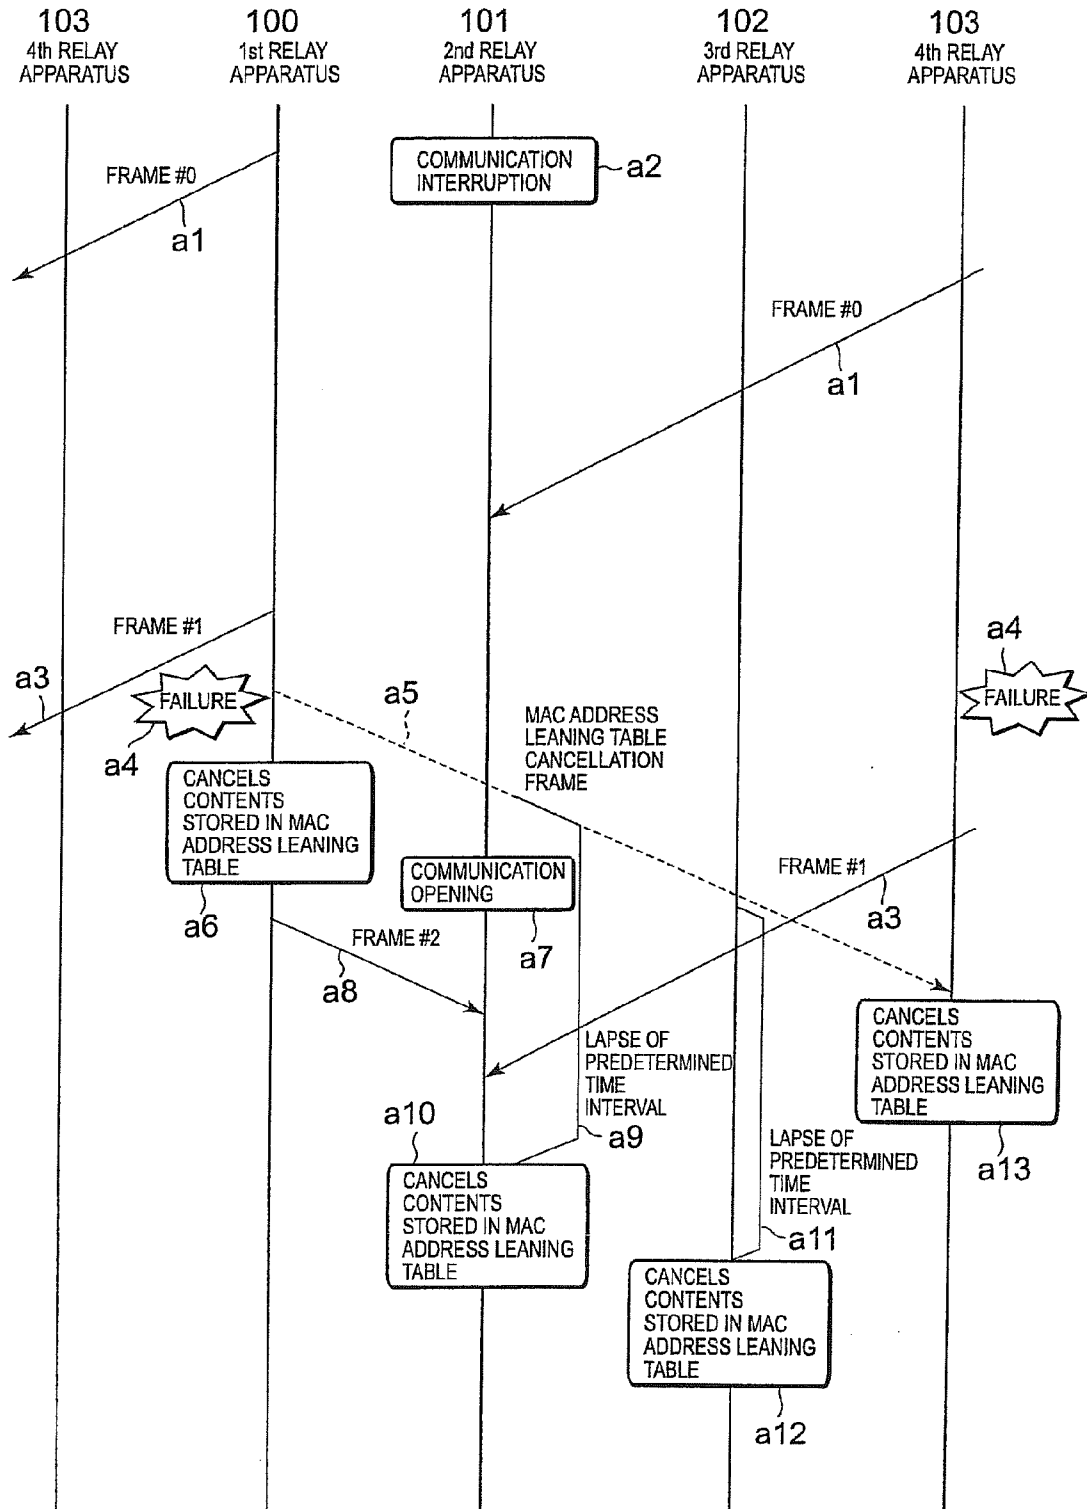 103
4th RELAY
APPARATUS
100
1st RELAY
APPARATUS
101
2nd RELAY
APPARATUS
102
3rd RELAY
APPARATUS
103
4th RELAY
APPARATUS
FRAME #0
a1
COMMUNICATION
INTERRUPTION
a2
FRAME #0
a1
FRAME #1
a3
FAILURE
a4
a5
MAC ADDRESS
LEANING TABLE
CANCELLATION
FRAME
a4
FAILURE
CANCELS
CONTENTS
STORED IN MAC
ADDRESS LEANING
TABLE
a6
COMMUNICATION
OPENING
a7
FRAME #1
a3
FRAME #2
a8
LAPSE OF
PREDETERMINED
TIME
INTERVAL
a9
CANCELS
CONTENTS
STORED IN MAC
ADDRESS LEANING
TABLE
a13
a10
CANCELS
CONTENTS
STORED IN MAC
ADDRESS LEANING
TABLE
LAPSE OF
PREDETERMINED
TIME
INTERVAL
a11
CANCELS
CONTENTS
STORED IN MAC
ADDRESS LEANING
TABLE
a12